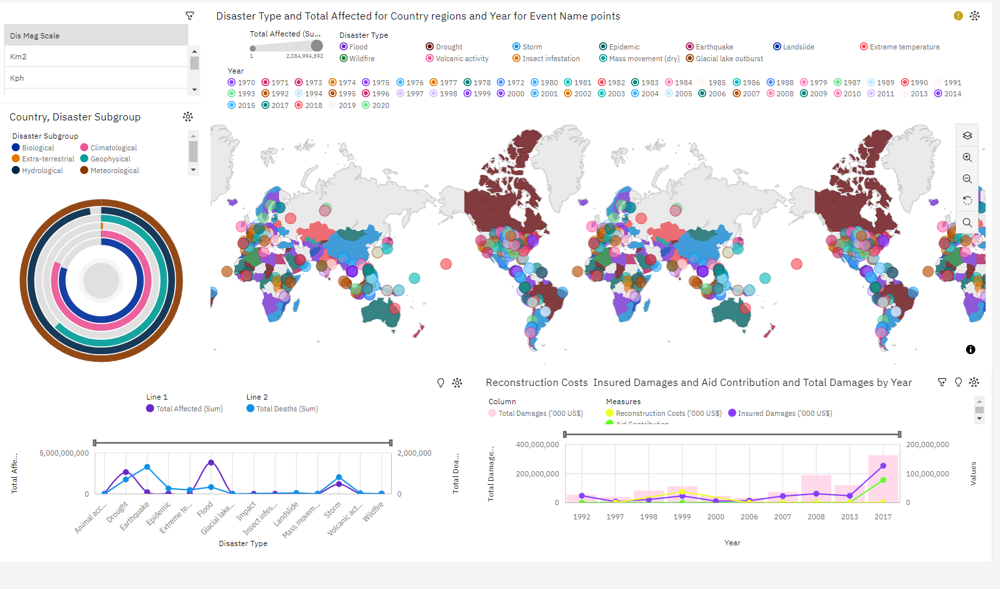 Disaster Type and Total Affected for Country regions and Year for Event Name points
Dis Mag Scale
Km2
Kph
Total Affected (Su...
1
2,084,994,892
Disaster Type
Flood
Drought
Storm
Epidemic
Earthquake
Landslide
Extreme temperature
Wildfire
Volcanic activity
Insect infestation
Mass movement (dry)
Glacial lake outburst
Year
1970 1971 1973 1974 1975 1976 1977 1978 1972 1980 1981 1982 1983 1984 1985 1986 1988 1979 1987 1989 1990 1991
1993 1992 1994 1995 1996 1997 1998 1999 2000 2001 2002 2003 2004 2005 2006 2007 2008 2009 2010 2011 2013 2014
2015 2017 2018 2019 2020
Country, Disaster Subgroup
Disaster Subgroup
Biological
Climatological
Extra-terrestrial
Geophysical
Hydrological
Meteorological
Line 1
Total Affected (Sum)
Line 2
Total Deaths (Sum)
Total Affe...
5,000,000,000
0
2,000,000
0
Total Dea...
Animal acc...
Drought
Earthquake
Epidemic
Extreme te...
Flood
Glacial lake...
Impact
Insect infes...
Landslide
Mass movem...
Storm
Volcanic act...
Wildfire
Disaster Type
Reconstruction Costs  Insured Damages and Aid Contribution and Total Damages by Year
Column
Total Damages ('000 US$)
Measures
Reconstruction Costs ('000 US$)
Insured Damages ('000 US$)
Aid Contribution
Total Damage...
400,000,000
200,000,000
0
200,000,000
100,000,000
0
Values
1992 1997 1998 1999 2000 2006 2007 2008 2013 2017
Year